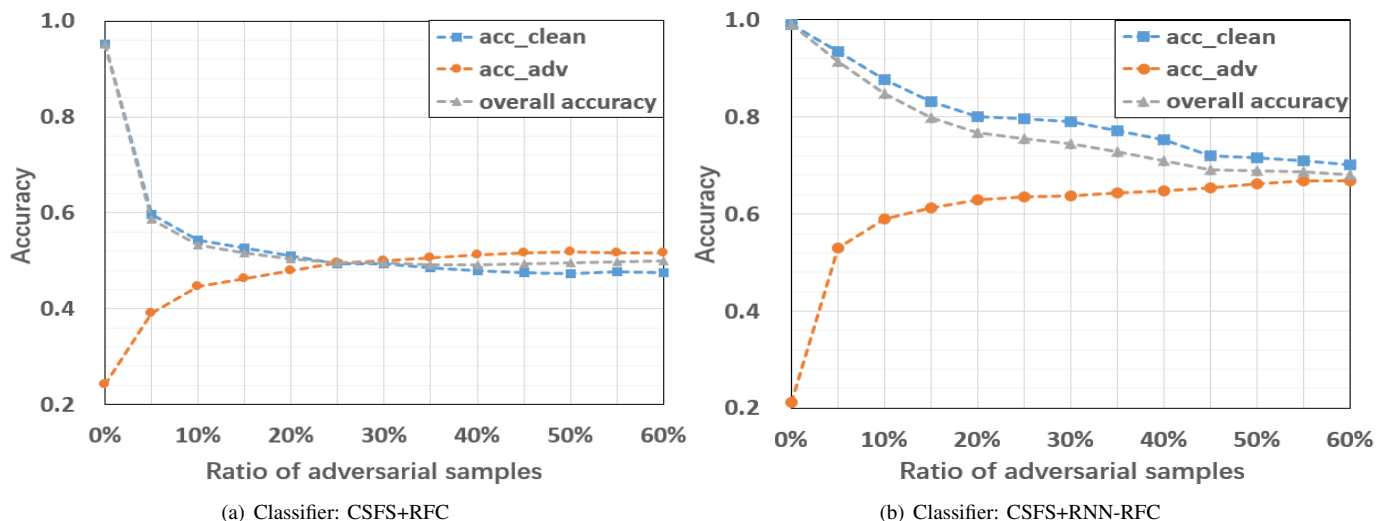 1.0
0.8
0.6
0.4
0.2
Accuracy
acc_clean
acc_adv
overall accuracy
0% 10% 20% 30% 40% 50% 60%
Ratio of adversarial samples
(a) Classifier: CSFS+RFC
1.0
0.8
0.6
0.4
0.2
Accuracy
acc_clean
acc_adv
overall accuracy
0% 10% 20% 30% 40% 50% 60%
Ratio of adversarial samples
(b) Classifier: CSFS+RNN-RFC